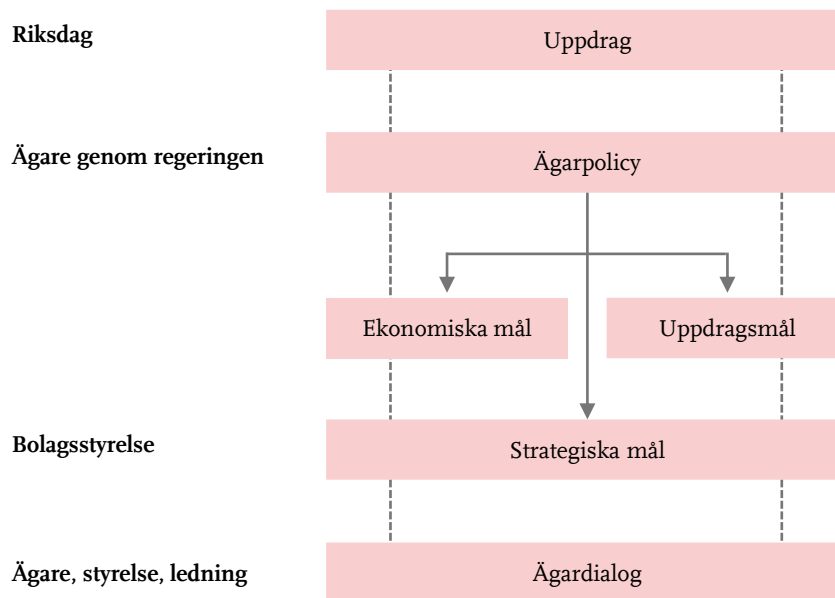 Riksdag
Uppdrag
Ägare genom regeringen
Ägarpolicy
Ekonomiska mål
Uppdragsmål
Bolagsstyrelse
Strategiska mål
Ägare, styrelse, ledning
Ägardialog